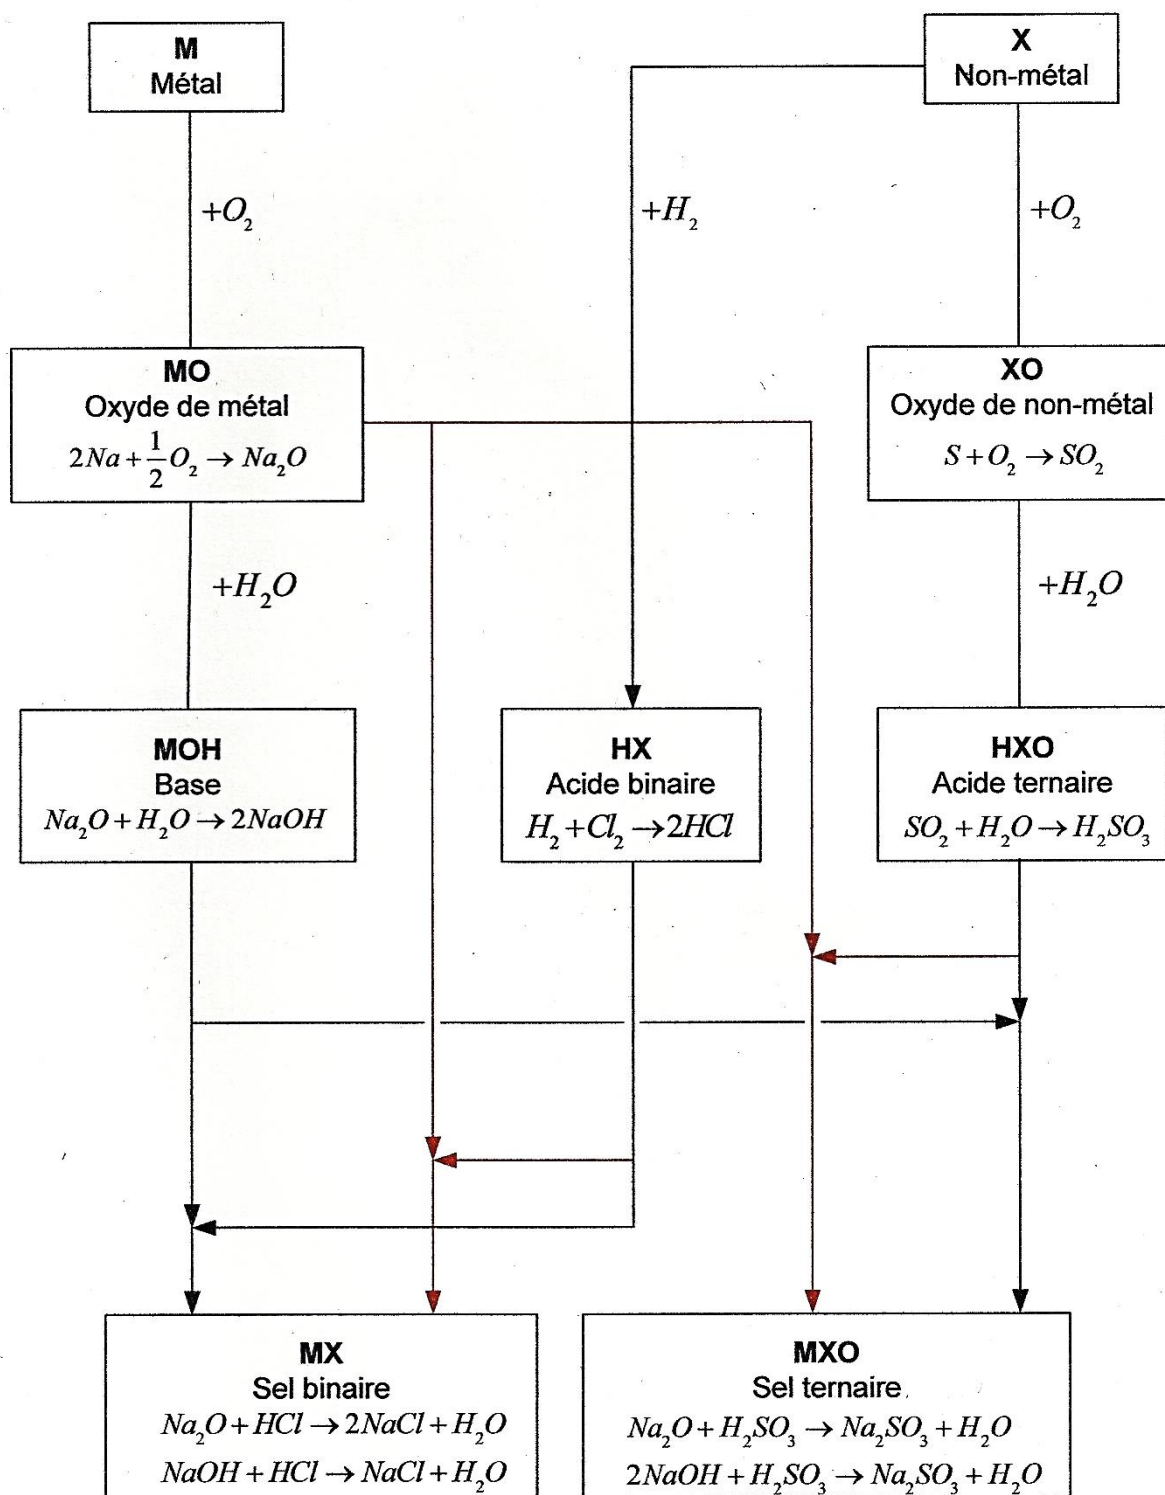 M
Métal
X
Non-métal
+O₂
+H₂
+O₂
MO
Oxyde de métal
2Na + 1/2 O₂ → Na₂O
XO
Oxyde de non-métal
S + O₂ → SO₂
+H₂O
+H₂O
MOH
Base
Na₂O + H₂O → 2NaOH
HX
Acide binaire
H₂ + Cl₂ → 2HCl
HXO
Acide ternaire
SO₂ + H₂O → H₂SO₃
MX
Sel binaire
Na₂O + HCl → 2NaCl + H₂O
NaOH + HCl → NaCl + H₂O
MXO
Sel ternaire
Na₂O + H₂SO₃ → Na₂SO₃ + H₂O
2NaOH + H₂SO₃ → Na₂SO₃ + H₂O